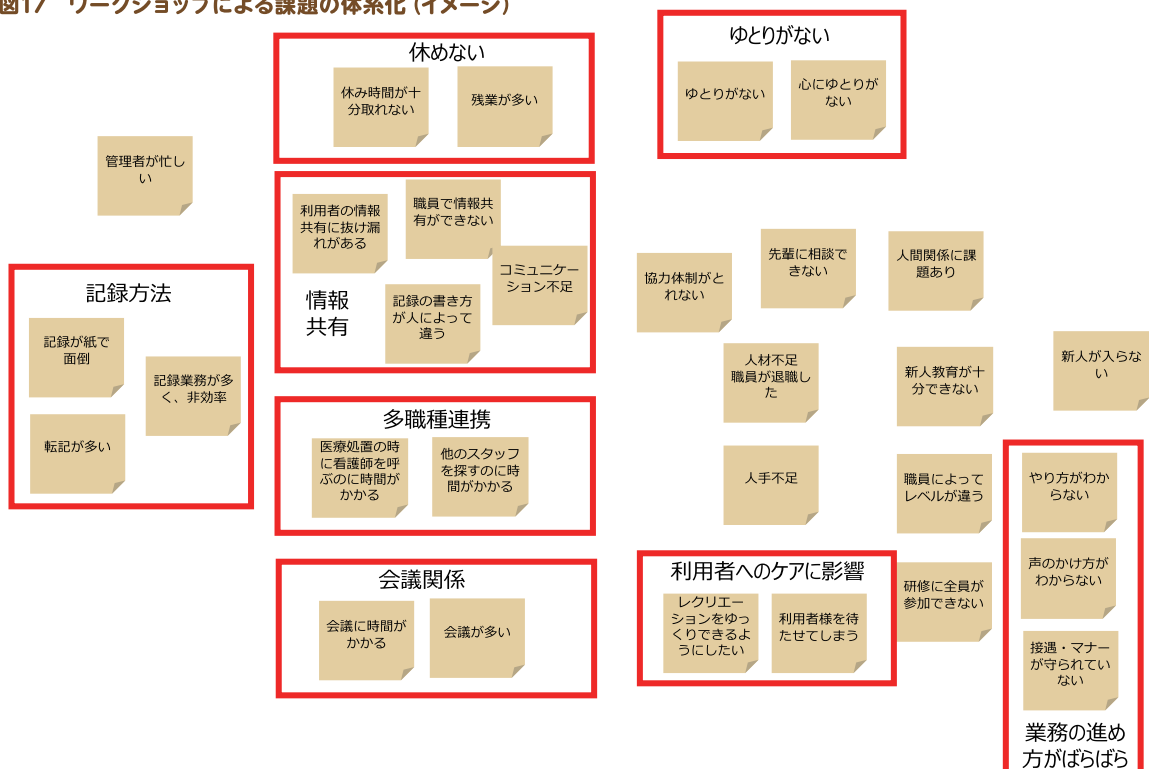 図17 ワークショップによる課題の体系化(イメージ)
休めない
休み時間が十
分取れない
残業が多い
ゆとりがない
ゆとりがない
心にゆとりが
ない
管理者が忙し
い
利用者の情報
共有に抜け漏
れがある
職員で情報共
有ができない
コミュニケー
ション不足
情報
共有
記録の書き方
が人によって
違う
記録方法
記録が紙で
面倒
記録業務が多
く、非効率
転記が多い
多職種連携
医療処置の時
に看護師を呼
ぶのに時間が
かかる
他のスタッフ
を探すのに時
間がかかる
会議関係
会議に時間が
かかる
会議が多い
協力体制がと
れない
先輩に相談で
きない
人間関係に課
題あり
人材不足
職員が退職し
た
新人教育が十
分できない
新人が入らな
い
人手不足
職員によって
レベルが違う
利用者へのケアに影響
レクリエー
ションをゆっ
くりできるよ
うにしたい
利用者様を待
たせてしまう
研修に全員が
参加できない
やり方がわか
らない
声のかけ方が
わからない
接遇・マナー
が守られてい
ない
業務の進め
方がばらばら